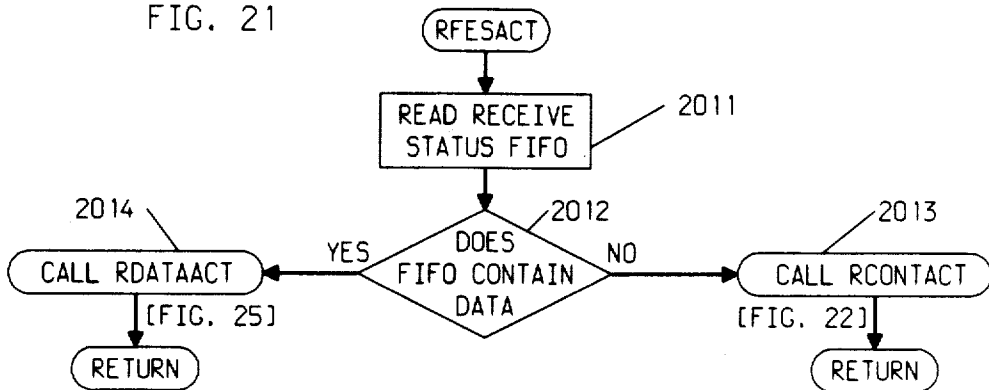 FIG. 21
RFESACT
READ RECEIVE
STATUS FIFO
2011
2014
2012
2013
CALL RDATAACT
YES
DOES
FIFO CONTAIN
DATA
NO
CALL RCONTACT
[FIG. 25]
[FIG. 22]
RETURN
RETURN